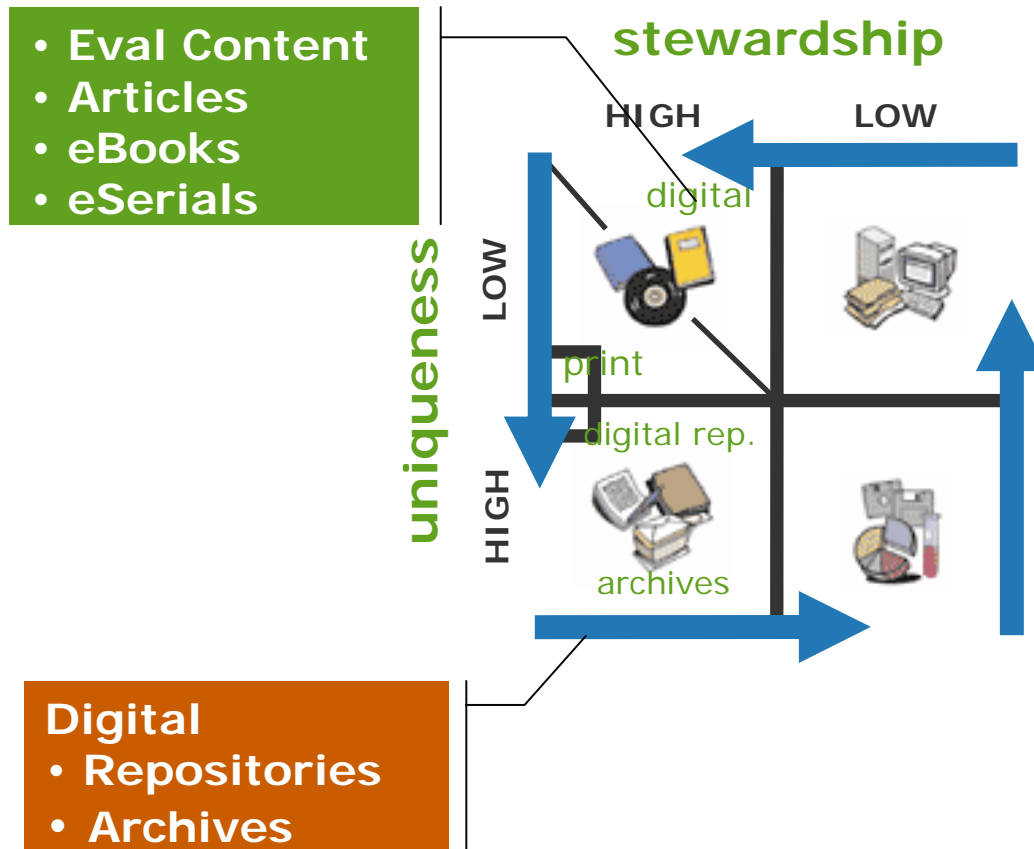 • Eval Content
• Articles
• eBooks
• eSerials
stewardship
HIGH LOW
uniqueness
LOW
HIGH
digital
print
digital rep.
archives
Digital
• Repositories
• Archives